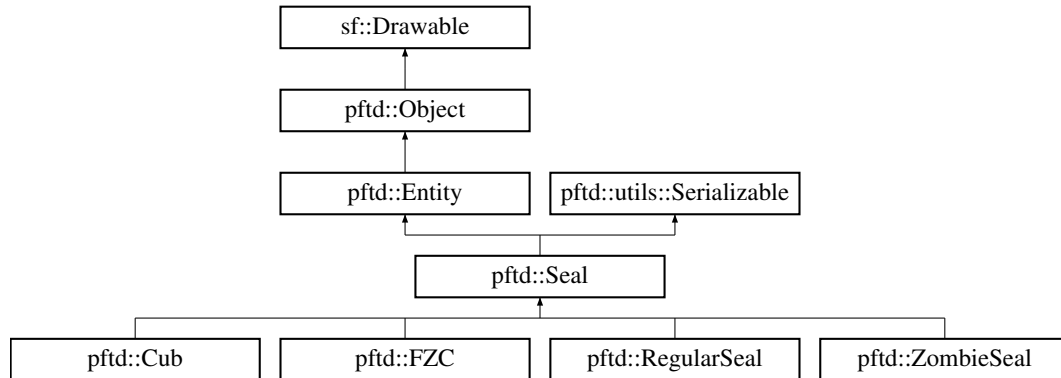 sf::Drawable
pftd::Object
pftd::Entity
pftd::utils::Serializable
pftd::Seal
pftd::Cub
pftd::FZC
pftd::RegularSeal
pftd::ZombieSeal